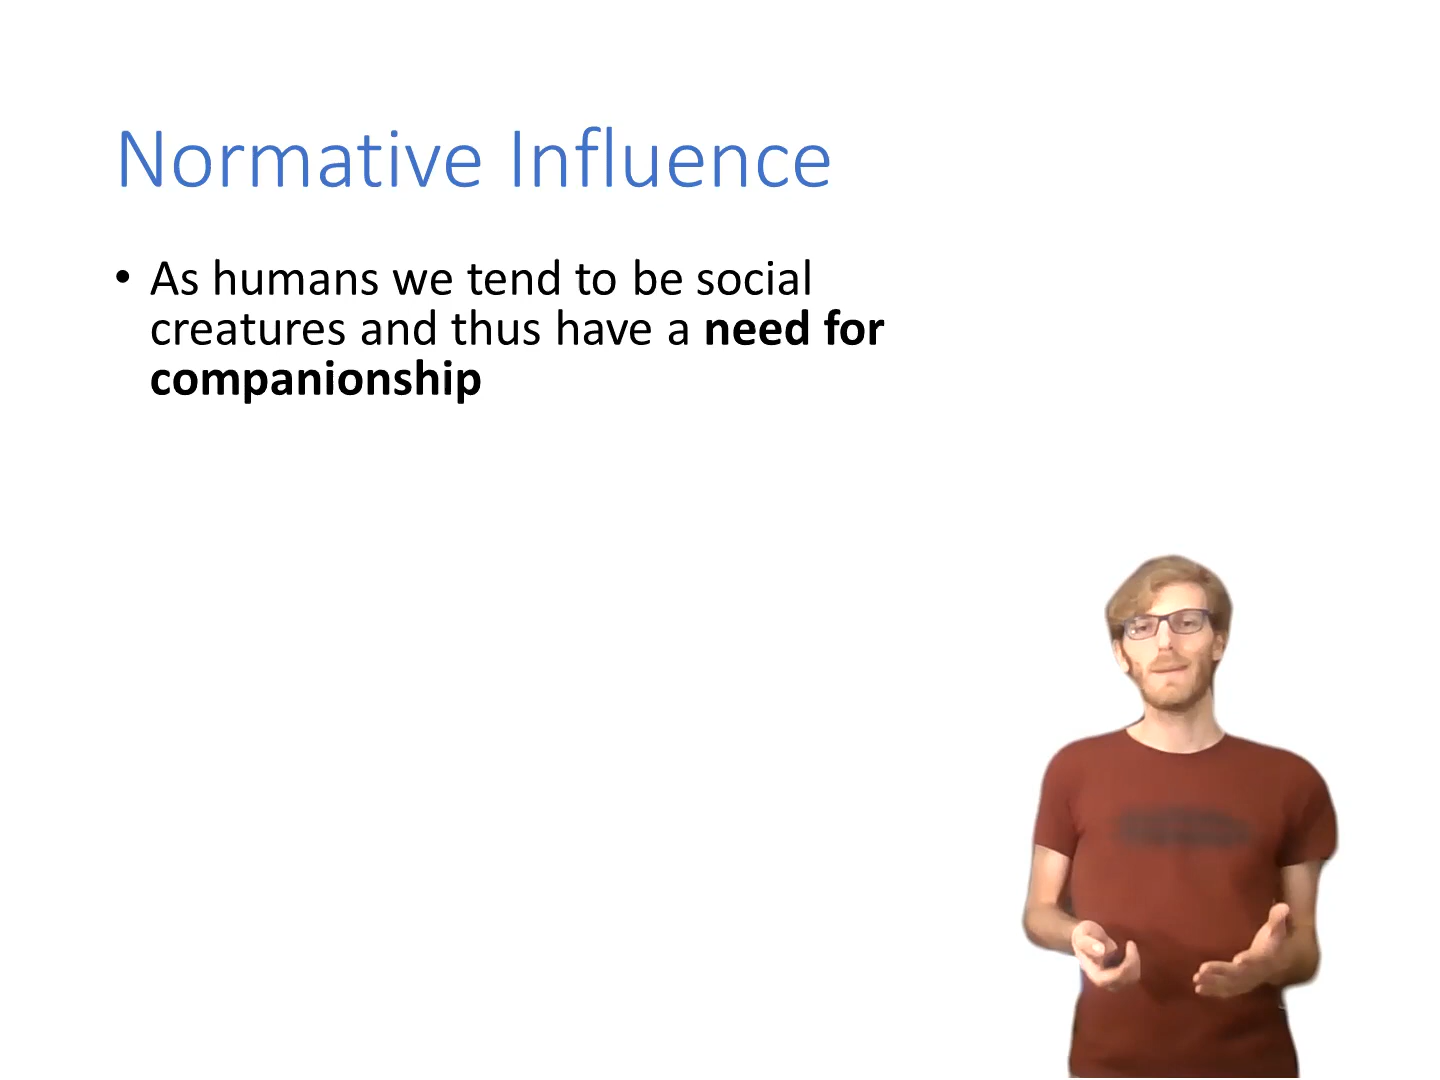 Normative Influence
• As humans we tend to be social
creatures and thus have a need for
companionship